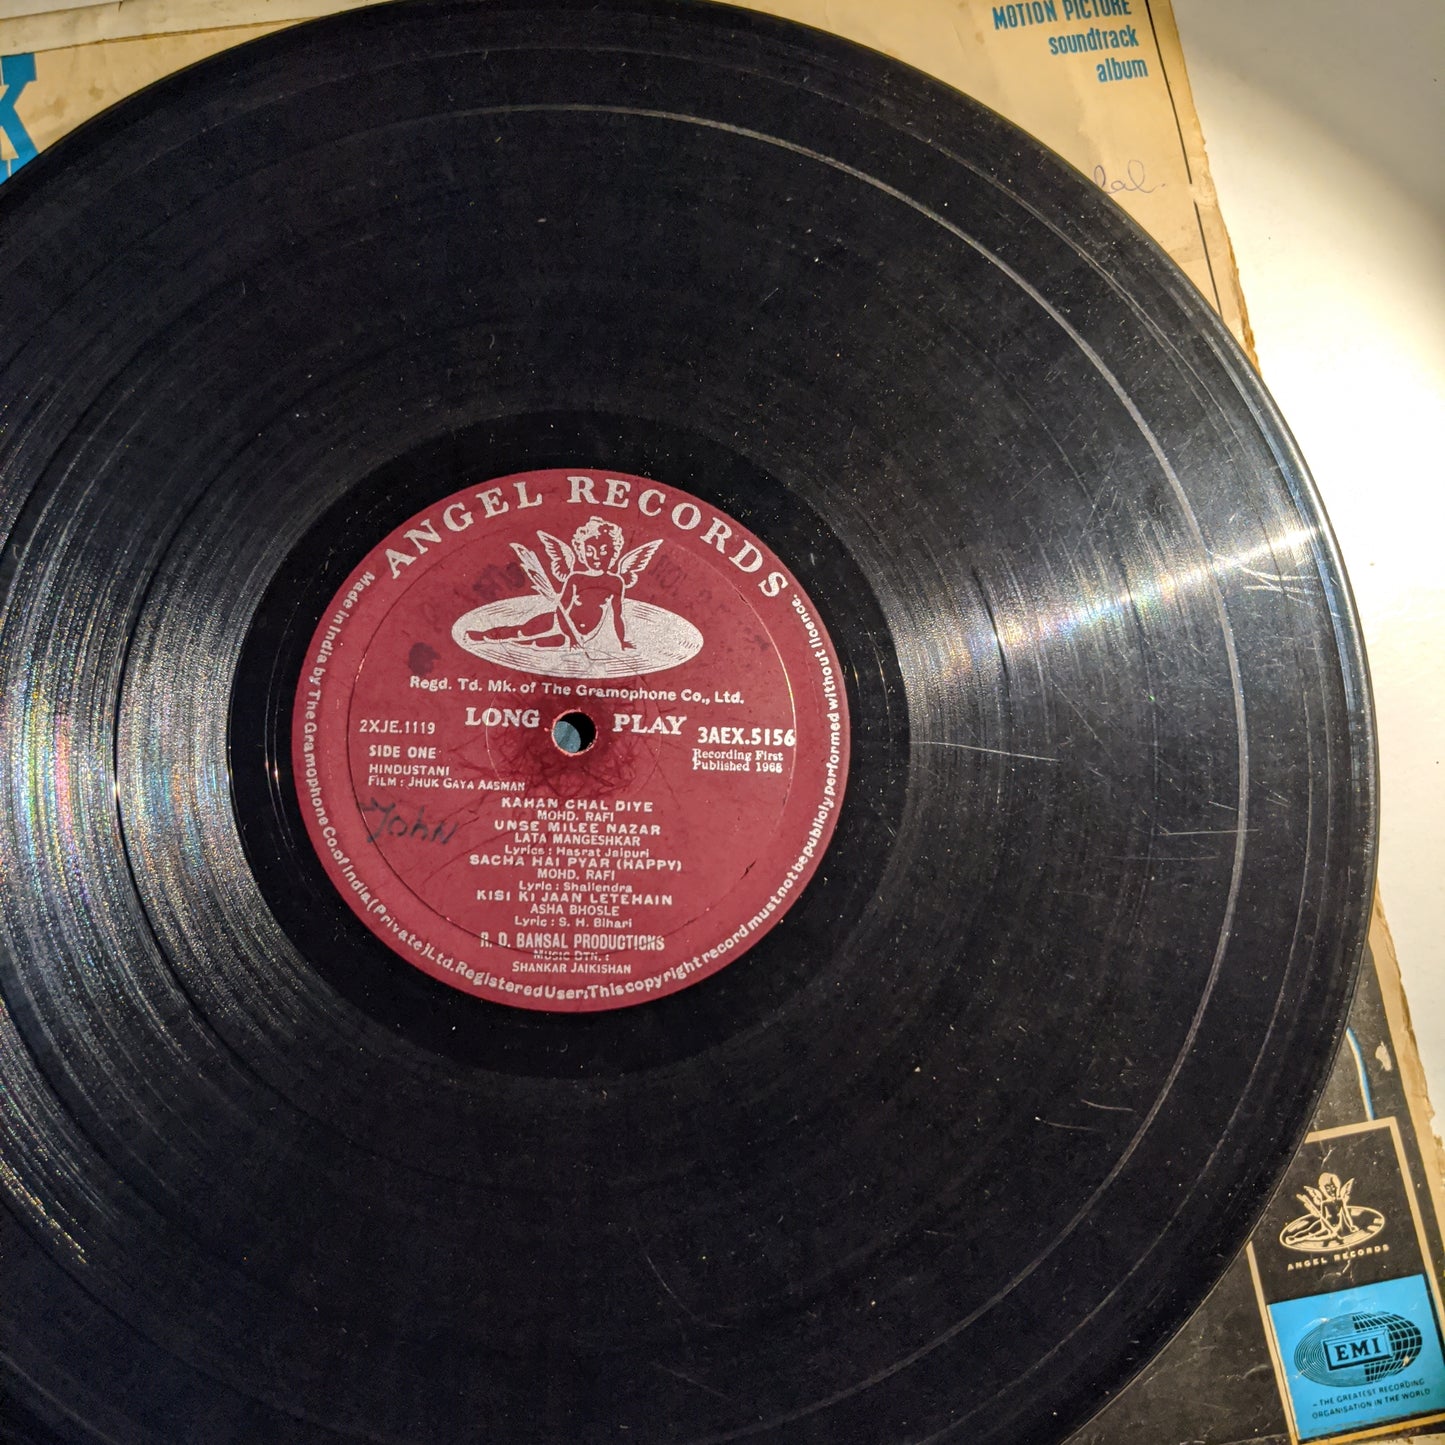 MOTION PICTURE
soundtrack
album
ANGEL RECORDS
Regd. Td. Mk. of The Gramophone Co., Ltd.
LONG PLAY
2XJE.1119
3AEX.5156
SIDE ONE
Recording First
Published 1968
HINDUSTANI
FILM : JHUK GAYA AASMAN
KAHAN CHAL DIYE
MOHD. RAFI
UNSE MILEE NAZAR
John
LATA MANGESHKAR
Lyrics : Hasrat Jaipuri
SACHA HAI PYAR (HAPPY)
MOHD. RAFI
Lyric : Shailendra
KISI KI JAAN LETEHAIN
ASHA BHOSLE
Lyric : S. H. Bihari
R. D. BANSAL PRODUCTIONS
MUSIC DTR. :
SHANKAR JAIKISHAN
Made in India by The Gramophone Co. of India (Private) Ltd. Registered User: This copyright record must not be publicly performed without licence.
ANGEL RECORDS
EMI
– THE GREATEST RECORDING
ORGANISATION IN THE WORLD